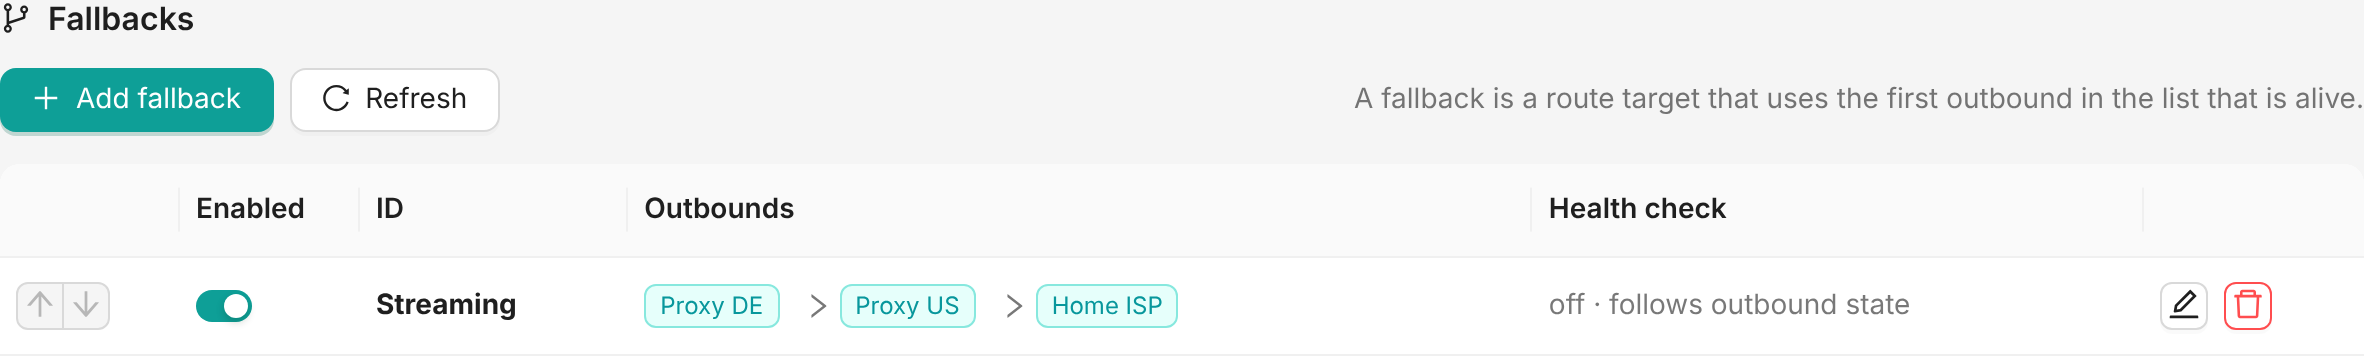 Fallbacks
Add fallback Refresh A fallback is a route target that uses the first outbound in the list that is alive.
Enabled ID Outbounds Health check
Streaming Proxy DE Proxy US Home ISP off · follows outbound state